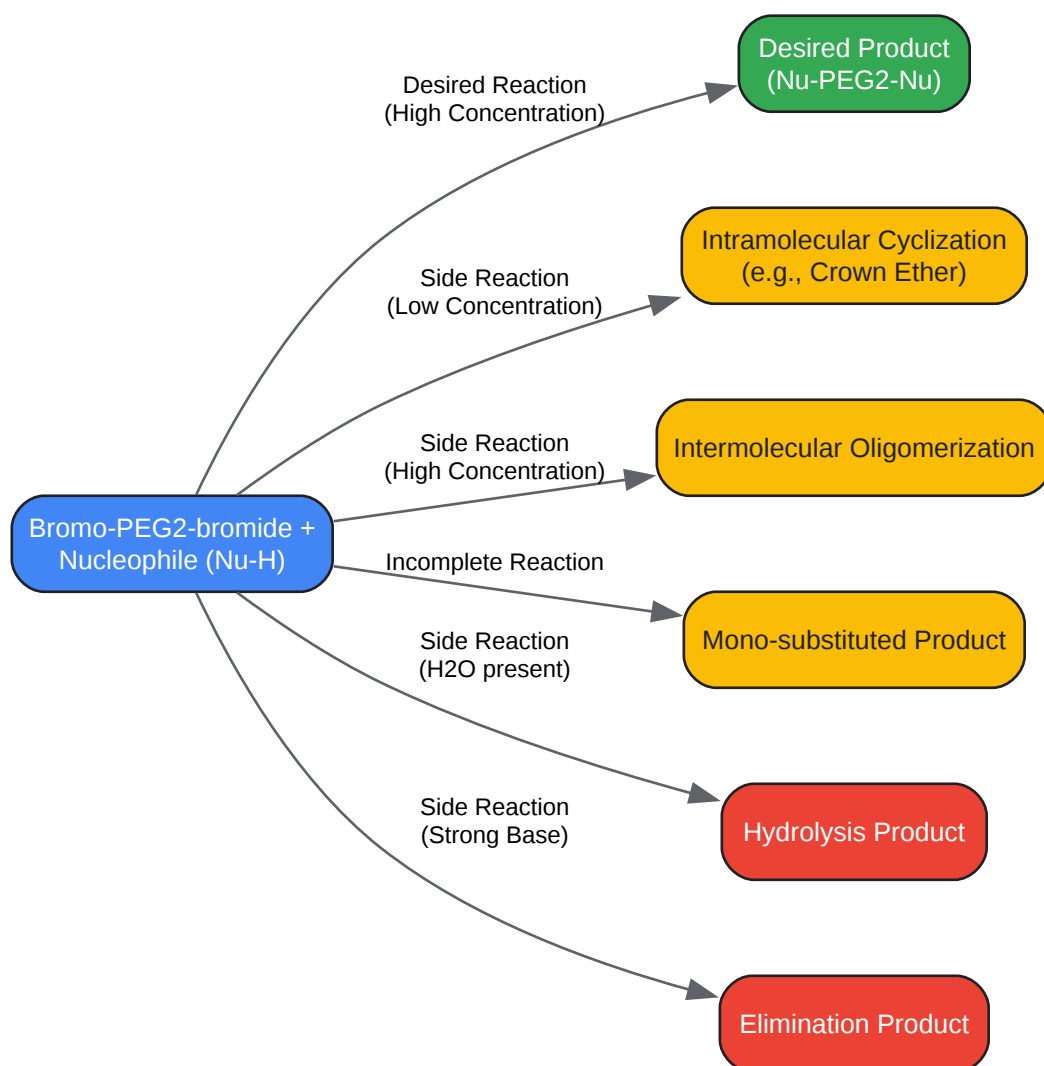 Desired Product
(Nu-PEG2-Nu)
Desired Reaction
(High Concentration)
Intramolecular Cyclization
(e.g., Crown Ether)
Side Reaction
(Low Concentration)
Side Reaction
(High Concentration)
Intermolecular Oligomerization
Bromo-PEG2-bromide +
Nucleophile (Nu-H)
Incomplete Reaction
Mono-substituted Product
Side Reaction
(H2O present)
Hydrolysis Product
Side Reaction
(Strong Base)
Elimination Product